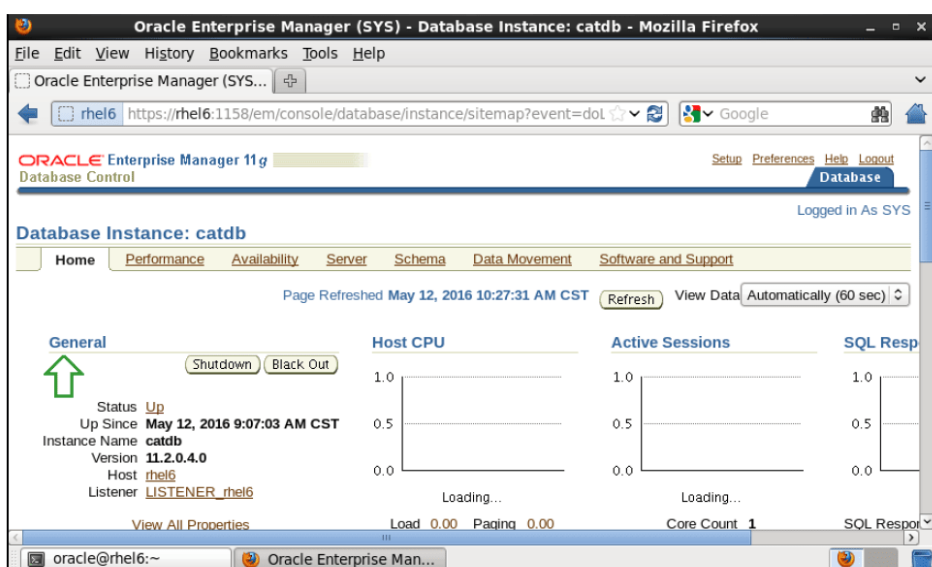 Oracle Enterprise Manager (SYS) - Database Instance: catdb - Mozilla Firefox
File Edit View History Bookmarks Tools Help
Oracle Enterprise Manager (SYS...
rhel6 https://rhel6:1158/em/console/database/instance/sitemap?event=doL Google
ORACLE Enterprise Manager 11g
Database Control
Setup Preferences Help Logout
Database
Logged in As SYS
Database Instance: catdb
Home Performance Availability Server Schema Data Movement Software and Support
Page Refreshed May 12, 2016 10:27:31 AM CST Refresh View Data Automatically (60 sec)
General
Shutdown Black Out
Status Up
Up Since May 12, 2016 9:07:03 AM CST
Instance Name catdb
Version 11.2.0.4.0
Host rhel6
Listener LISTENER_rhel6
View All Properties
Host CPU
1.0
0.5
0.0
Loading...
Load 0.00 Paging 0.00
Active Sessions
1.0
0.5
0.0
Loading...
Core Count 1
SQL Resp
1.0
0.5
0.0
SQL Respor
oracle@rhel6:~ Oracle Enterprise Man...